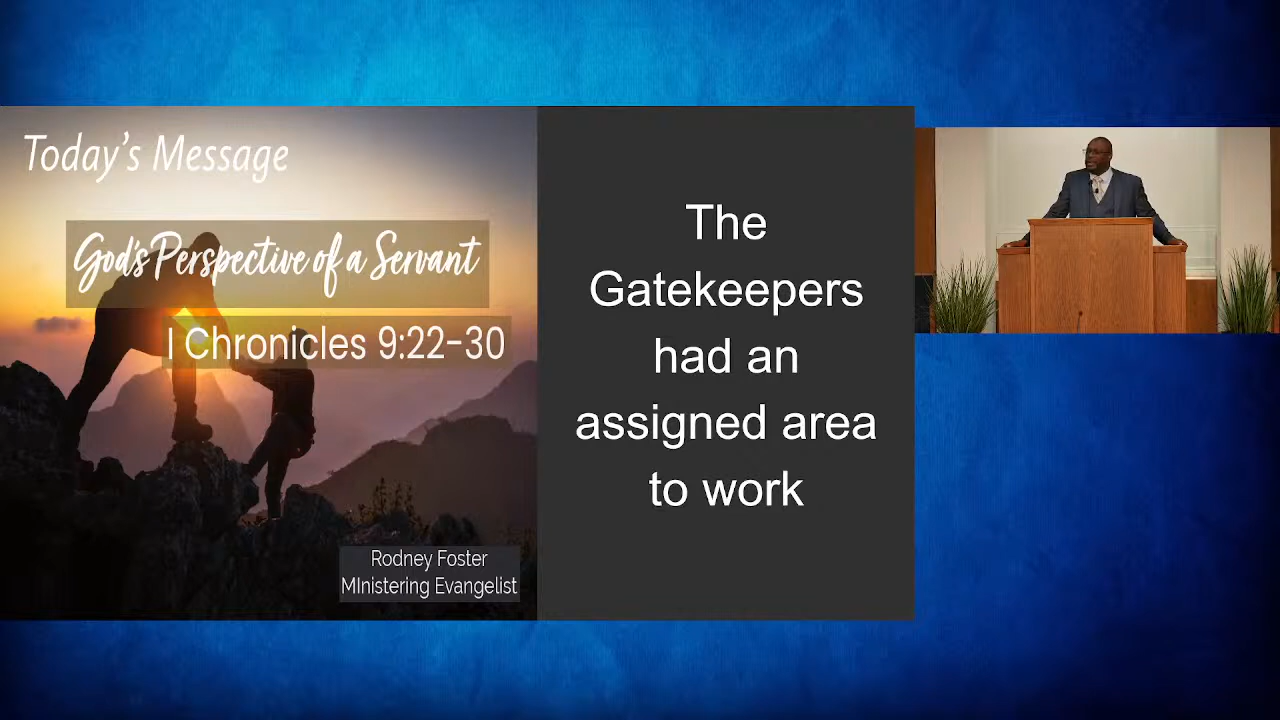 Today's Message
God's Perspective of a Servant
I Chronicles 9:22-30
Rodney Foster
MInistering Evangelist
The
Gatekeepers
had an
assigned area
to work